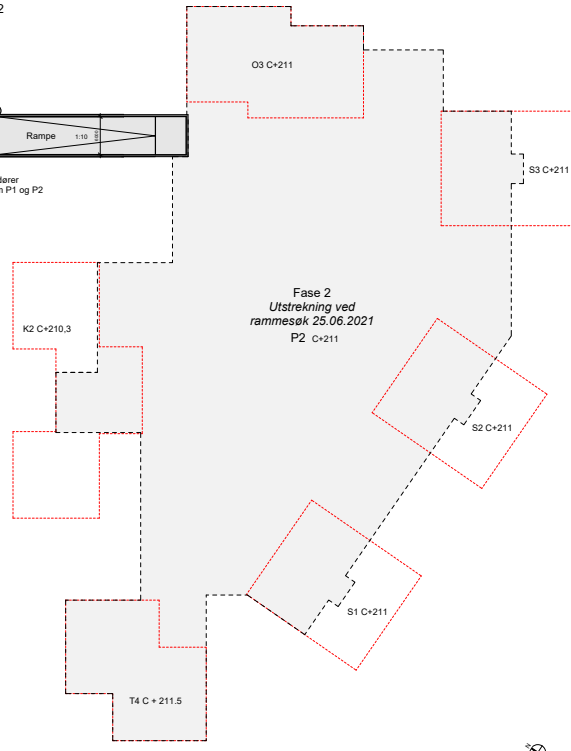 2
O3 C+211
Rampe
1:10
dører
n P1 og P2
S3 C+211
Fase 2
Utstrekning ved
rammesøk 25.06.2021
P2 C+211
K2 C+210,3
S2 C+211
S1 C+211
T4 C + 211.5